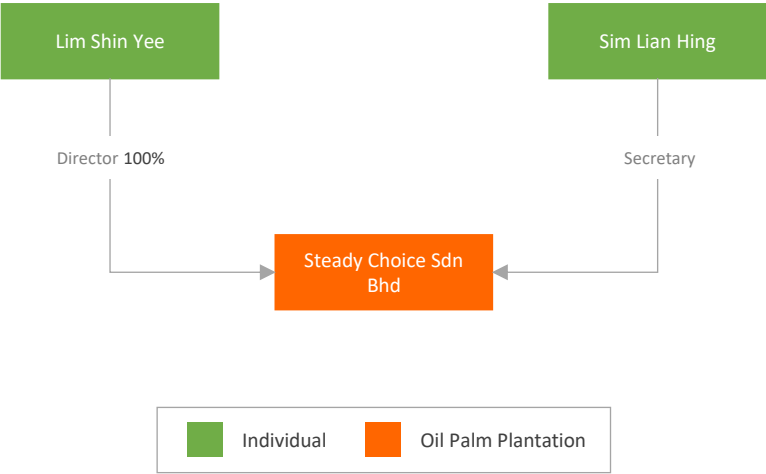 Lim Shin Yee
Sim Lian Hing
Director 100%
Secretary
Steady Choice Sdn
Bhd
Individual
Oil Palm Plantation